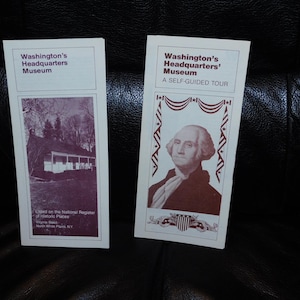 Washington's
Headquarters
Museum
Listed on the National Register
of Historic Places
North White Plains, N.Y.
Washington's
Headquarters'
Museum
A SELF-GUIDED TOUR